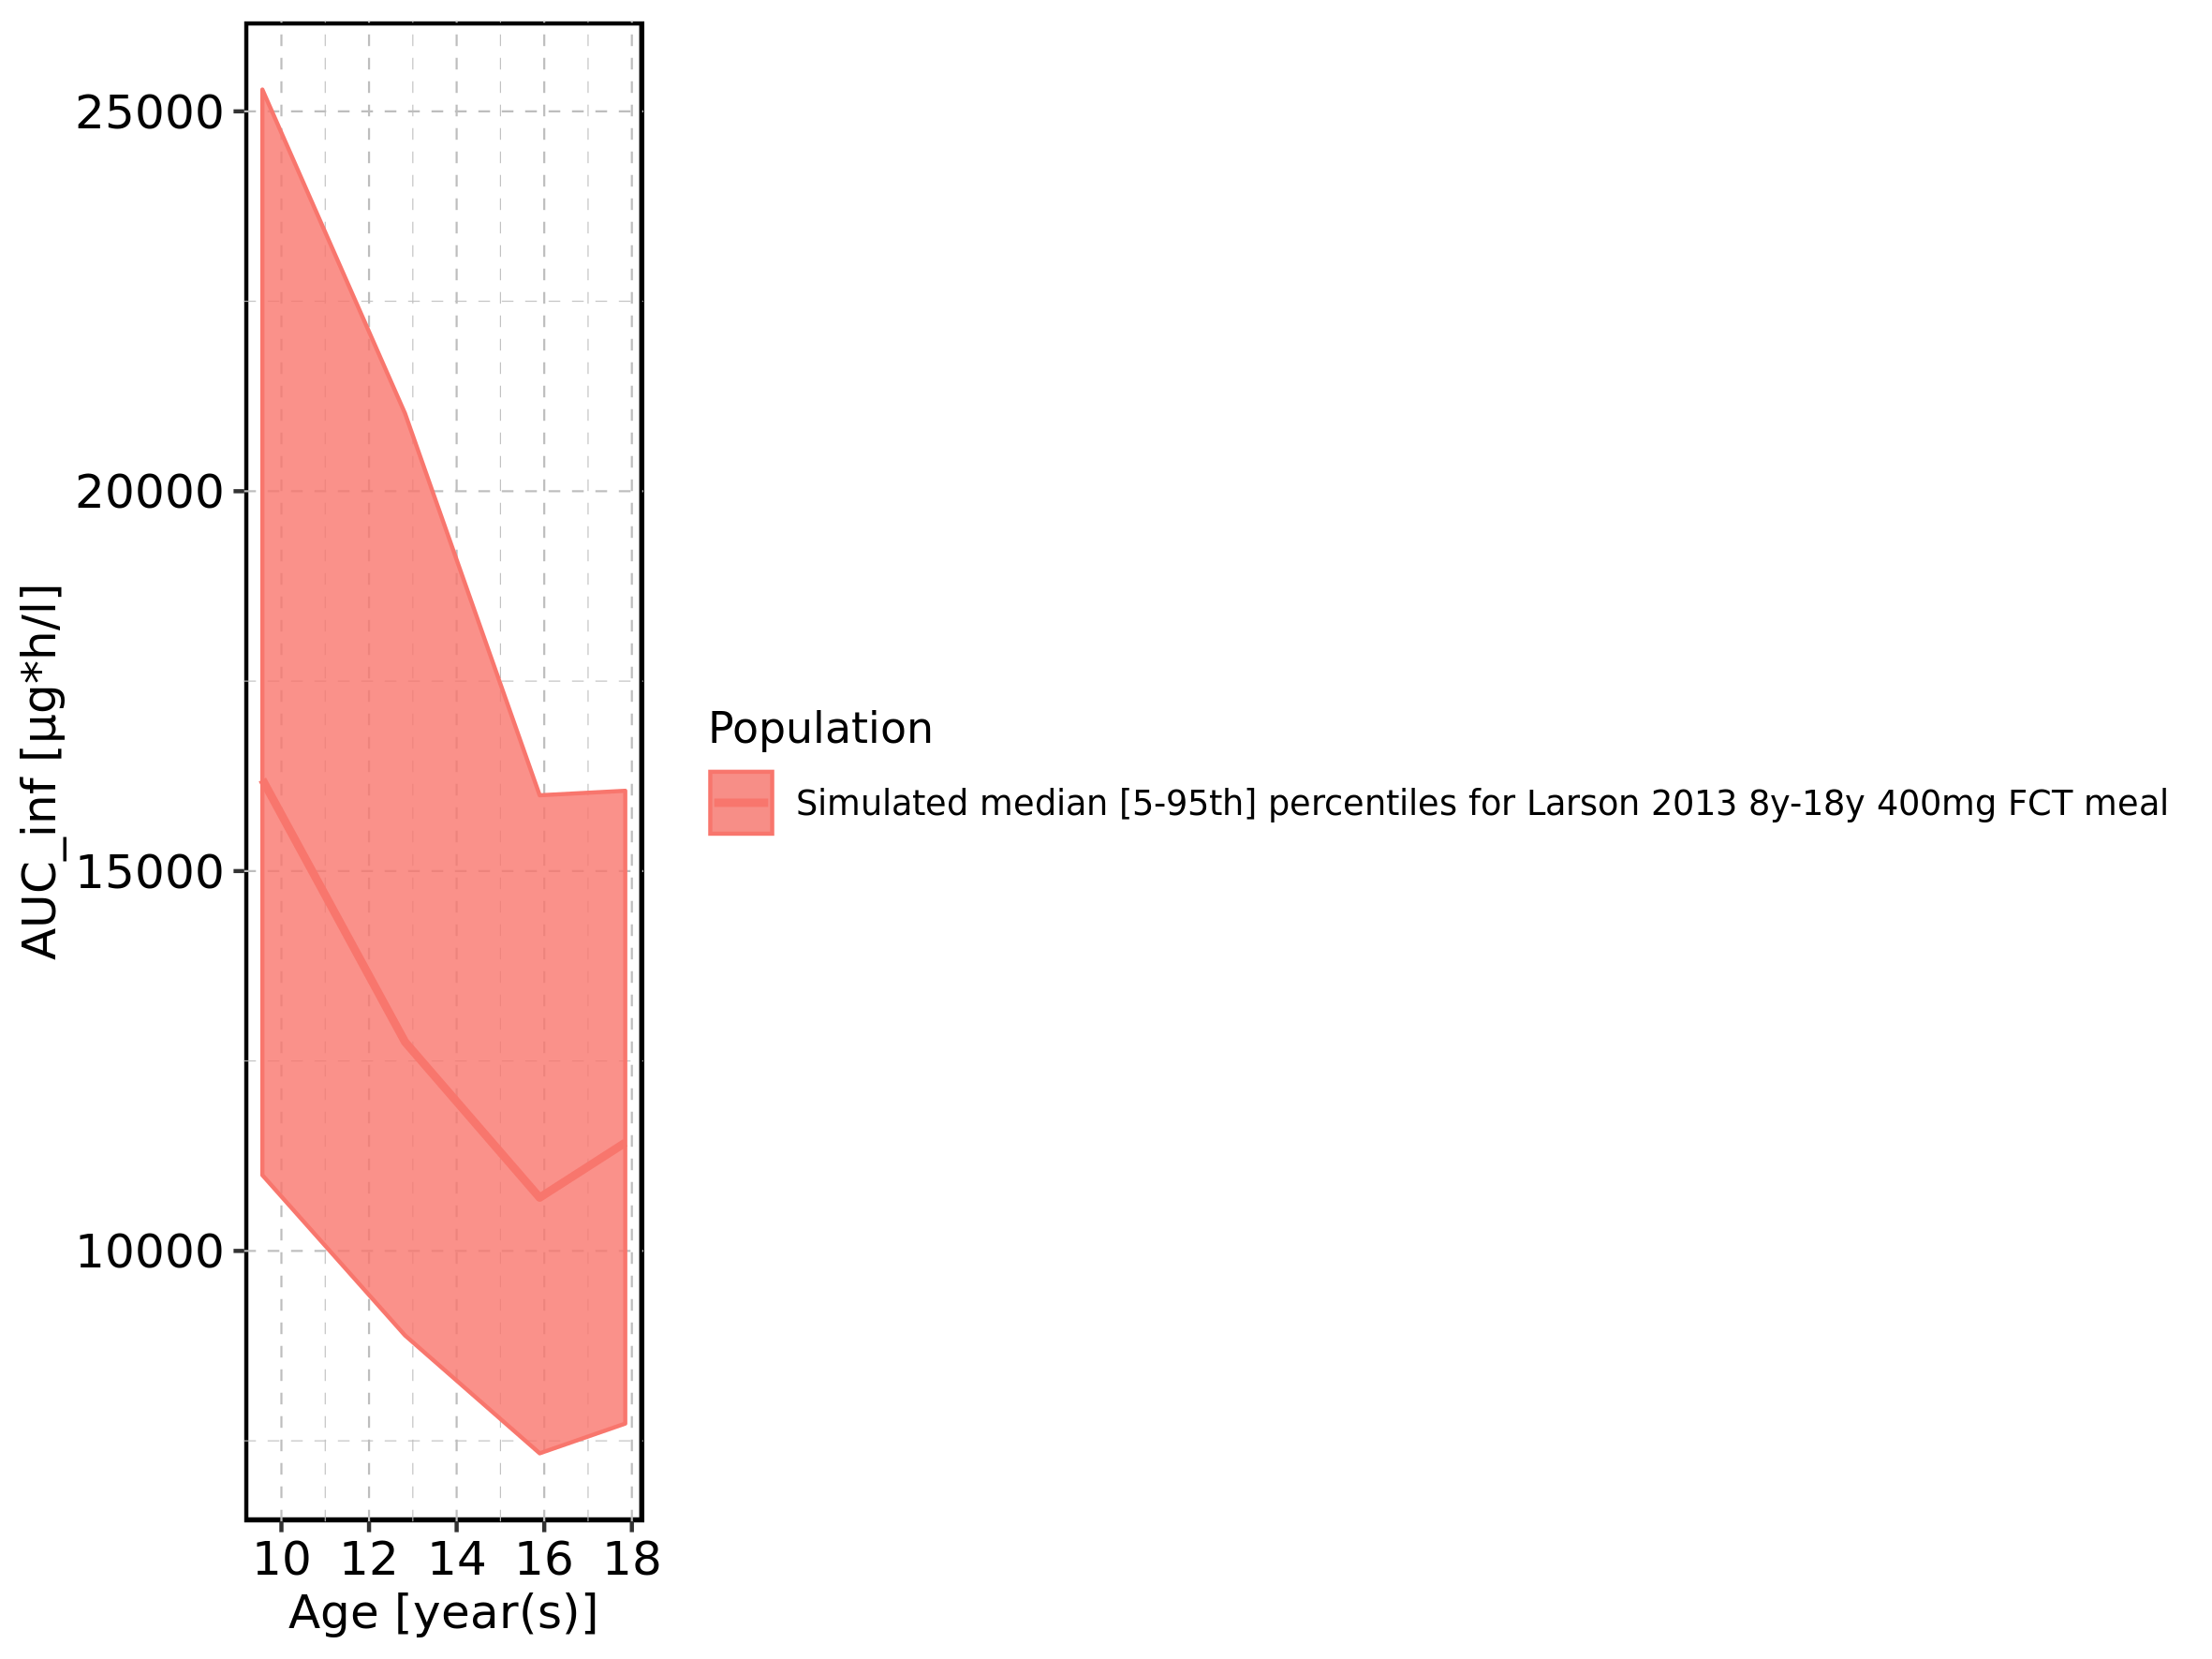 25000
20000
15000
10000
AUC_inf [µg*h/l]
10 12 14 16 18
Age [year(s)]
Population
Simulated median [5-95th] percentiles for Larson 2013 8y-18y 400mg FCT meal